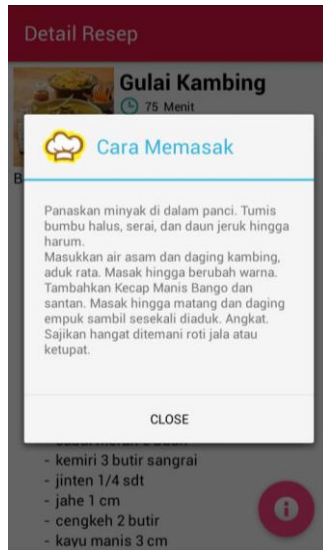 Detail Resep
Gulai Kambing
75 Menit
Cara Memasak
B
Panaskan minyak di dalam panci. Tumis
bumbu halus, serai, dan daun jeruk hingga
harum.
Masukkan air asam dan daging kambing,
aduk rata. Masak hingga berubah warna.
Tambahkan Kecap Manis Bango dan
santan. Masak hingga matang dan daging
empuk sambil sesekali diaduk. Angkat.
Sajikan hangat ditemani roti jala atau
ketupat.
CLOSE
- kemiri 3 butir sangrai
- jinten 1/4 sdt
- jahe 1 cm
- cengkeh 2 butir
- kayu manis 3 cm